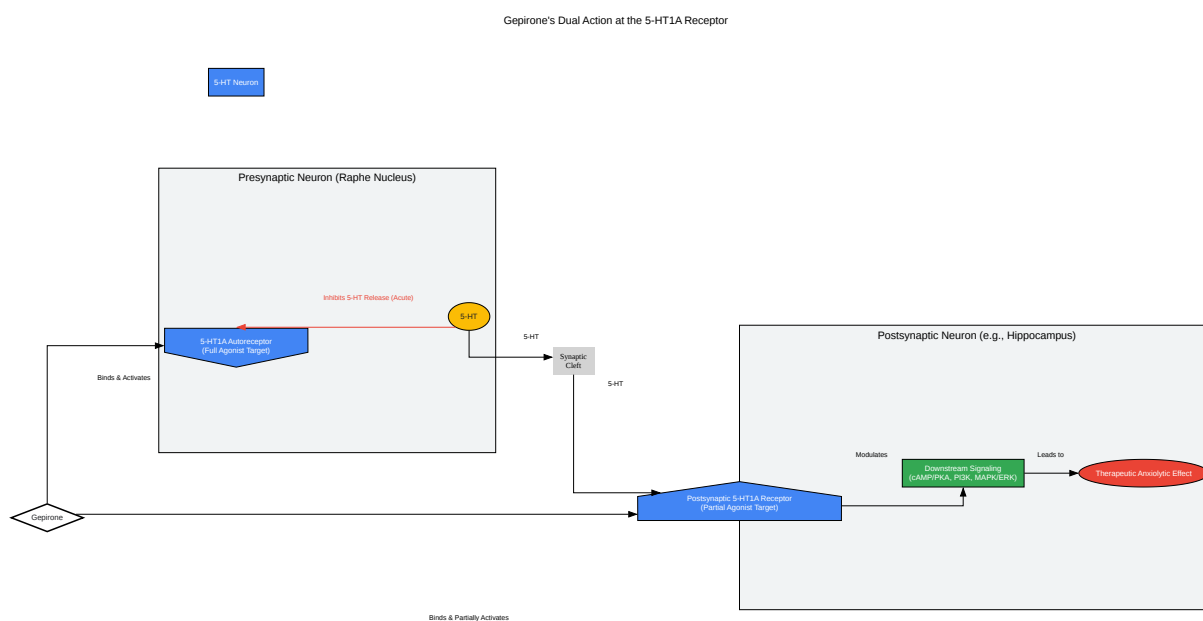 Gepirone's Dual Action at the 5-HT1A Receptor
5-HT Neuron
Presynaptic Neuron (Raphe Nucleus)
Inhibits 5-HT Release (Acute)
5-HT
5-HT1A Autoreceptor
(Full Agonist Target)
Binds & Activates
5-HT
Synaptic
Cleft
5-HT
Postsynaptic Neuron (e.g., Hippocampus)
Modulates
Downstream Signaling
(cAMP/PKA, PI3K, MAPK/ERK)
Leads to
Therapeutic Anxiolytic Effect
Postsynaptic 5-HT1A Receptor
(Partial Agonist Target)
Gepirone
Binds & Partially Activates